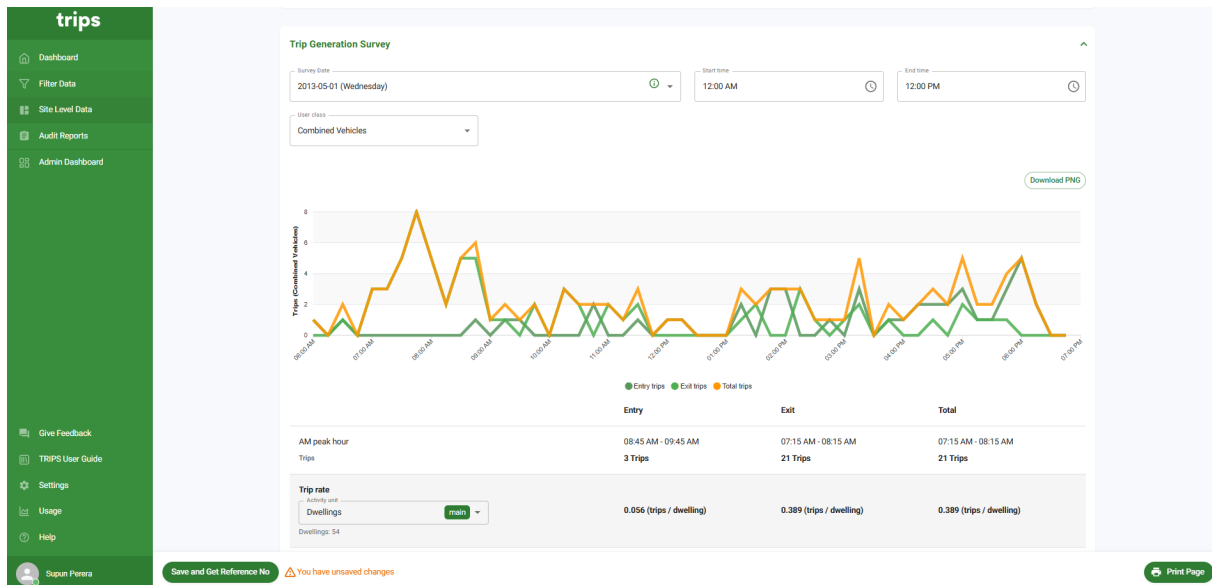 trips
Dashboard
Filter Data
Site Level Data
Audit Reports
Admin Dashboard
Give Feedback
TRIPS User Guide
Settings
Usage
Help
Supun Perera
Trip Generation Survey
Survey Date
2013-05-01 (Wednesday)
Start time
12:00 AM
End time
12:00 PM
User class
Combined Vehicles
Download PNG
Trips (Combined Vehicles)
8
6
4
2
0
06:00 AM 07:00 AM 08:00 AM 09:00 AM 10:00 AM 11:00 AM 12:00 PM 01:00 PM 02:00 PM 03:00 PM 04:00 PM 05:00 PM 06:00 PM 07:00 PM
Entry trips Exit trips Total trips
Entry Exit Total
AM peak hour 08:45 AM - 09:45 AM 07:15 AM - 08:15 AM 07:15 AM - 08:15 AM
Trips 3 Trips 21 Trips 21 Trips
Trip rate
Activity unit
Dwellings main 0.056 (trips / dwelling) 0.389 (trips / dwelling) 0.389 (trips / dwelling)
Dwellings: 54
Save and Get Reference No You have unsaved changes Print Page